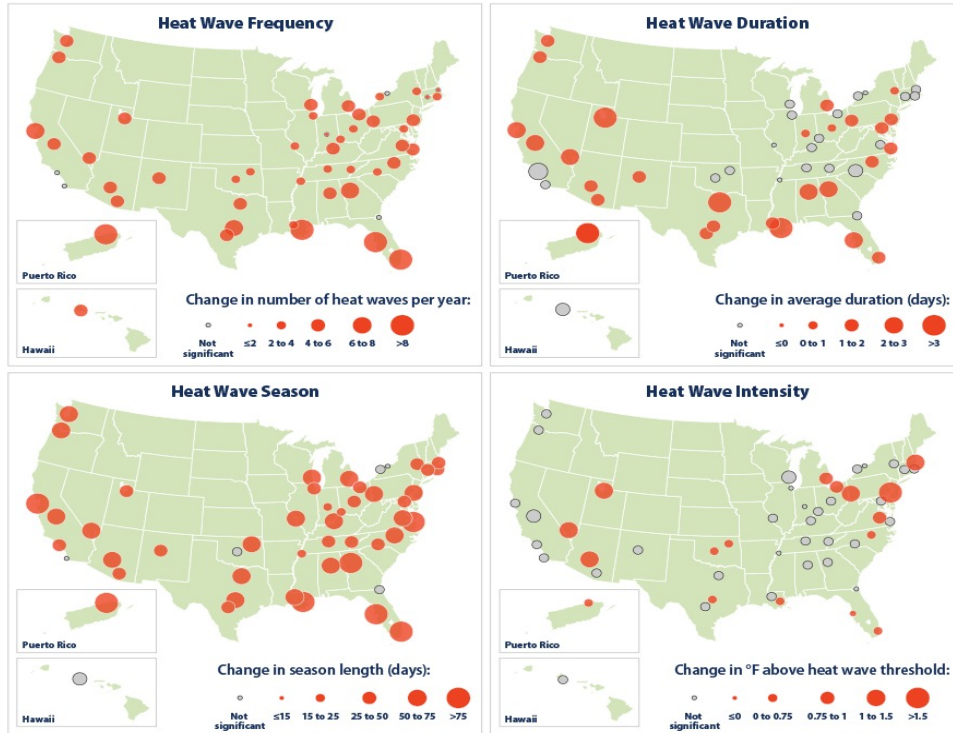 Heat Wave Frequency
Puerto Rico
Hawaii
Change in number of heat waves per year:
Not significant
≤2
2 to 4
4 to 6
6 to 8
>8
Heat Wave Duration
Puerto Rico
Hawaii
Change in average duration (days):
Not significant
≤0
0 to 1
1 to 2
2 to 3
>3
Heat Wave Season
Puerto Rico
Hawaii
Change in season length (days):
Not significant
≤15
15 to 25
25 to 50
50 to 75
>75
Heat Wave Intensity
Puerto Rico
Hawaii
Change in °F above heat wave threshold:
Not significant
≤0
0 to 0.75
0.75 to 1
1 to 1.5
>1.5